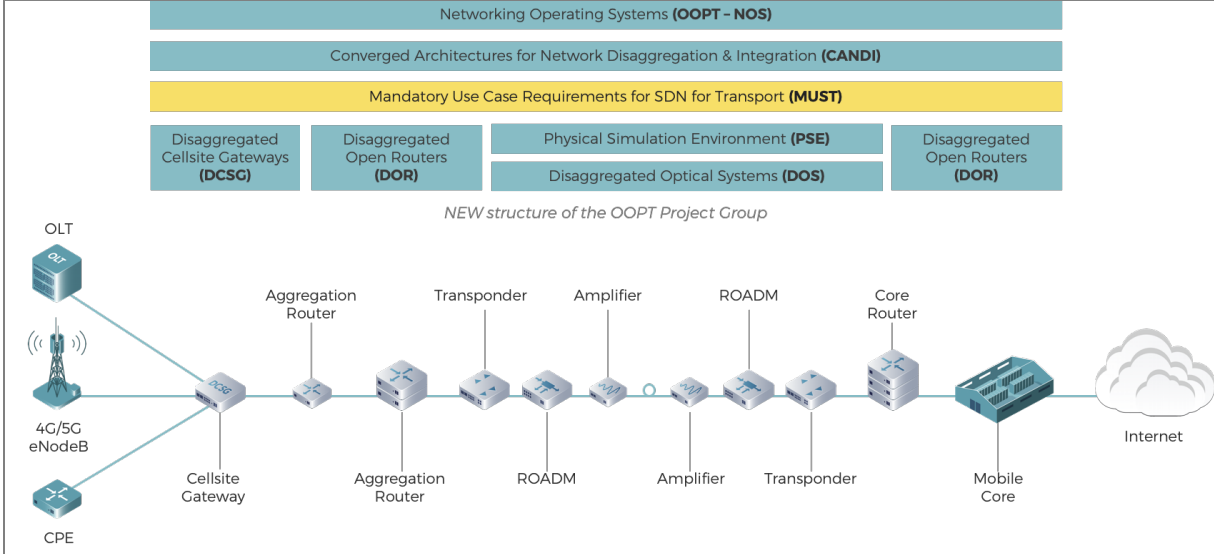 Networking Operating Systems (OOPT – NOS)
Converged Architectures for Network Disaggregation & Integration (CANDI)
Mandatory Use Case Requirements for SDN for Transport (MUST)
Disaggregated
Cellsite Gateways
(DCSG)
Disaggregated
Open Routers
(DOR)
Physical Simulation Environment (PSE)
Disaggregated Optical Systems (DOS)
Disaggregated
Open Routers
(DOR)
NEW structure of the OOPT Project Group
OLT
OLT
4G/5G
eNodeB
CPE
DCSG
Cellsite
Gateway
Aggregation
Router
Aggregation
Router
Transponder
ROADM
Amplifier
Amplifier
ROADM
Transponder
Core
Router
Mobile
Core
Internet